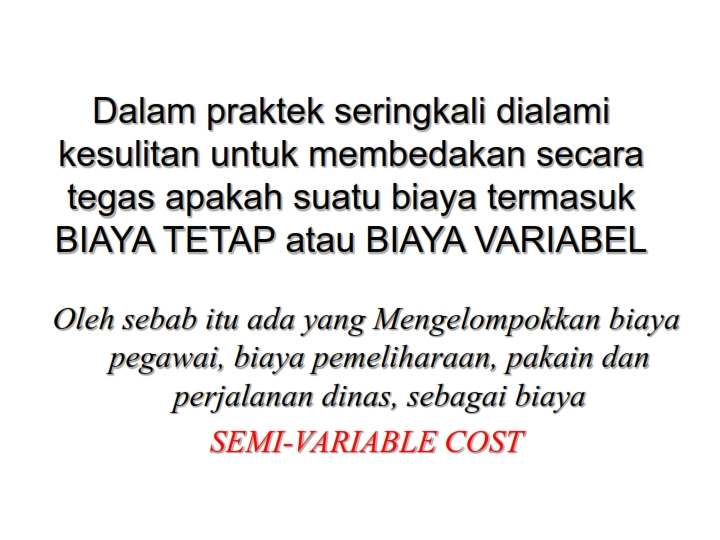 Dalam praktek seringkali dialami
kesulitan untuk membedakan secara
tegas apakah suatu biaya termasuk
BIAYA TETAP atau BIAYA VARIABEL
Oleh sebab itu ada yang Mengelompokkan biaya
pegawai, biaya pemeliharaan, pakain dan
perjalanan dinas, sebagai biaya
SEMI-VARIABLE COST